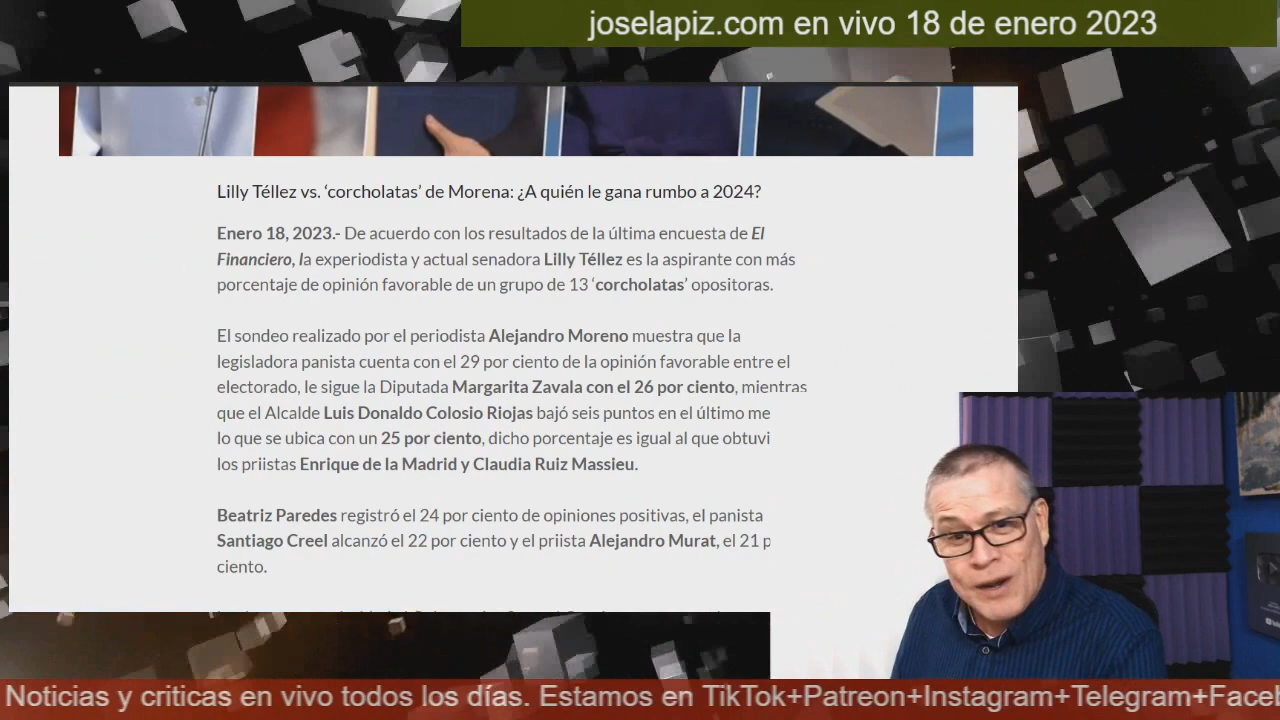 joselapiz.com en vivo 18 de enero 2023
Lilly Téllez vs. ‘corcholatas’ de Morena: ¿A quién le gana rumbo a 2024?
Enero 18, 2023.- De acuerdo con los resultados de la última encuesta de El
Financiero, la experiodista y actual senadora Lilly Téllez es la aspirante con más
porcentaje de opinión favorable de un grupo de 13 ‘corcholatas’ opositoras.
El sondeo realizado por el periodista Alejandro Moreno muestra que la
legisladora panista cuenta con el 29 por ciento de la opinión favorable entre el
electorado, le sigue la Diputada Margarita Zavala con el 26 por ciento, mientras
que el Alcalde Luis Donaldo Colosio Riojas bajó seis puntos en el último me
lo que se ubica con un 25 por ciento, dicho porcentaje es igual al que obtuvi
los priistas Enrique de la Madrid y Claudia Ruiz Massieu.
Beatriz Paredes registró el 24 por ciento de opiniones positivas, el panista
Santiago Creel alcanzó el 22 por ciento y el priista Alejandro Murat, el 21 p
ciento.
Noticias y criticas en vivo todos los días. Estamos en TikTok+Patreon+Instagram+Telegram+Face